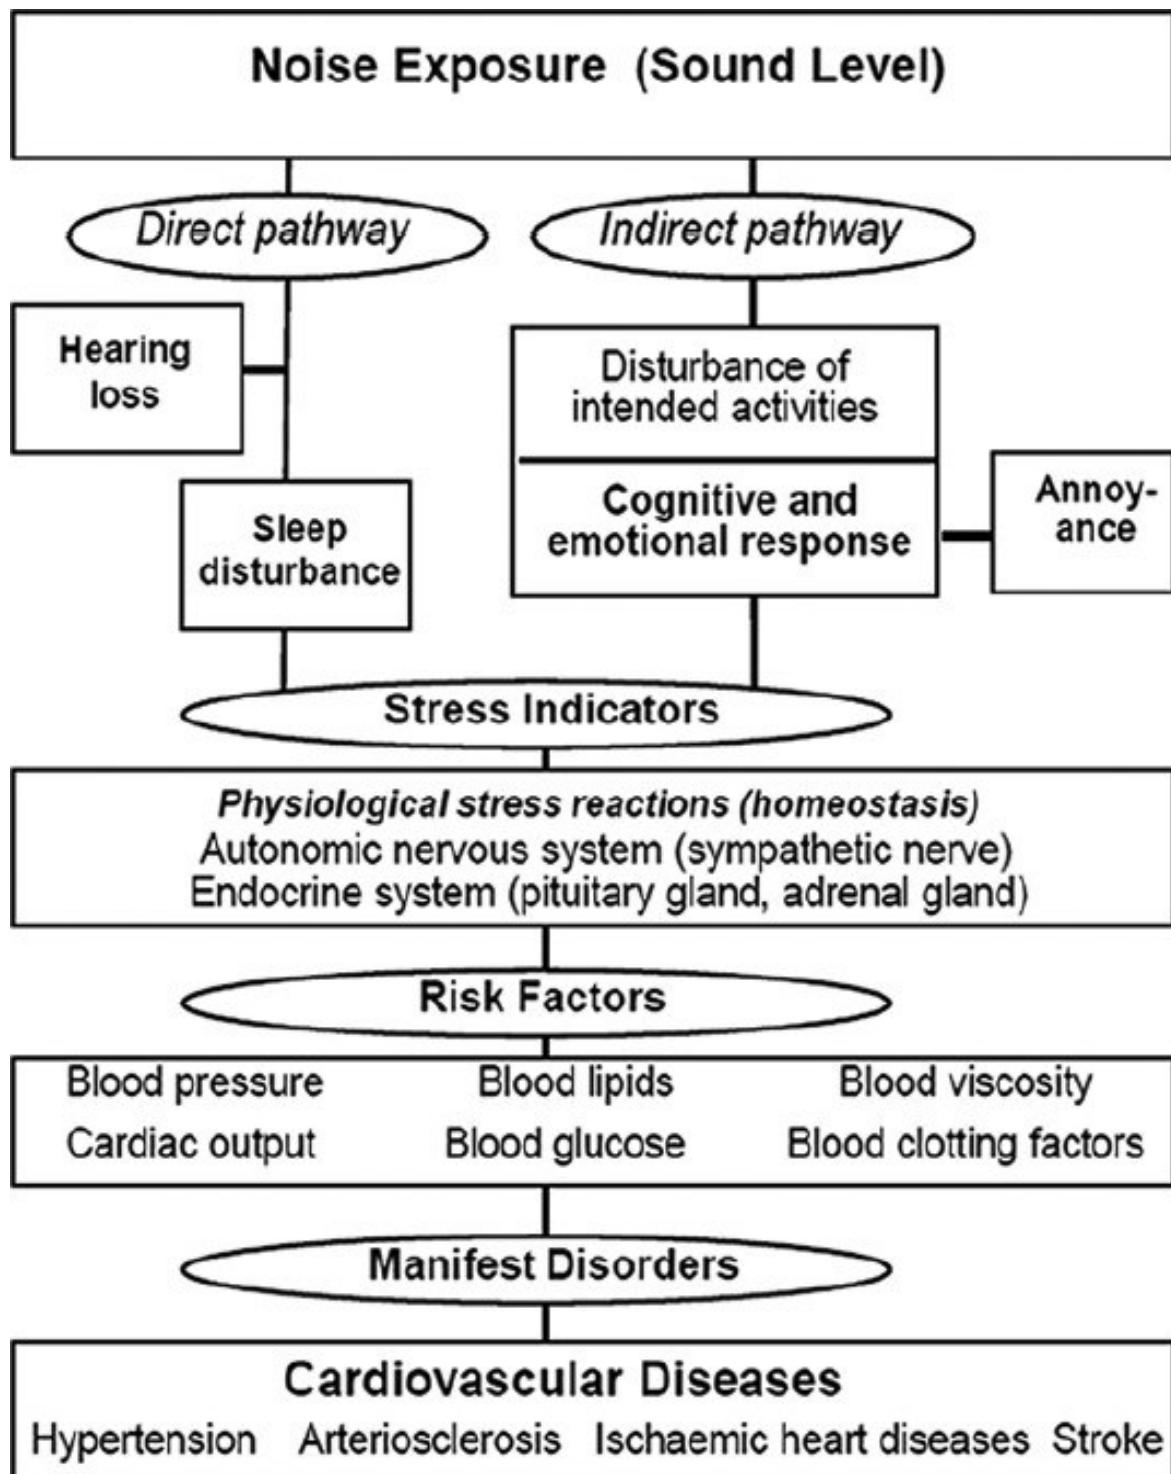 Noise Exposure (Sound Level)
Direct pathway
Indirect pathway
Hearing
loss
Disturbance of
intended activities
Sleep
disturbance
Cognitive and
emotional response
Annoy-
ance
Stress Indicators
Physiological stress reactions (homeostasis)
Autonomic nervous system (sympathetic nerve)
Endocrine system (pituitary gland, adrenal gland)
Risk Factors
Blood pressure Blood lipids Blood viscosity
Cardiac output Blood glucose Blood clotting factors
Manifest Disorders
Cardiovascular Diseases
Hypertension Arteriosclerosis Ischaemic heart diseases Stroke